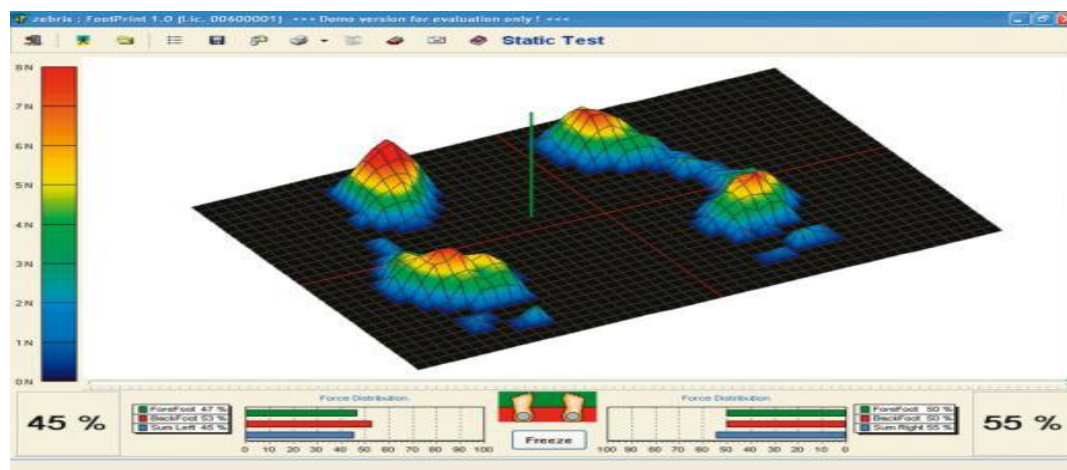 zebris : FootPrint 1.0 (Lic. 00600001) --- Demo version for evaluation only ! ---
Static Test
8 N
7 N
6 N
5 N
4 N
3 N
2 N
1 N
0 N
45 %
ForeFoot 47 %
BackFoot 53 %
Sum Left 45 %
Force Distribution
0 10 20 30 40 50 60 70 80 90 100
Freeze
Force Distribution
100 90 80 70 60 50 40 30 20 10 0
ForeFoot 50 %
BackFoot 50 %
Sum Right 55 %
55 %